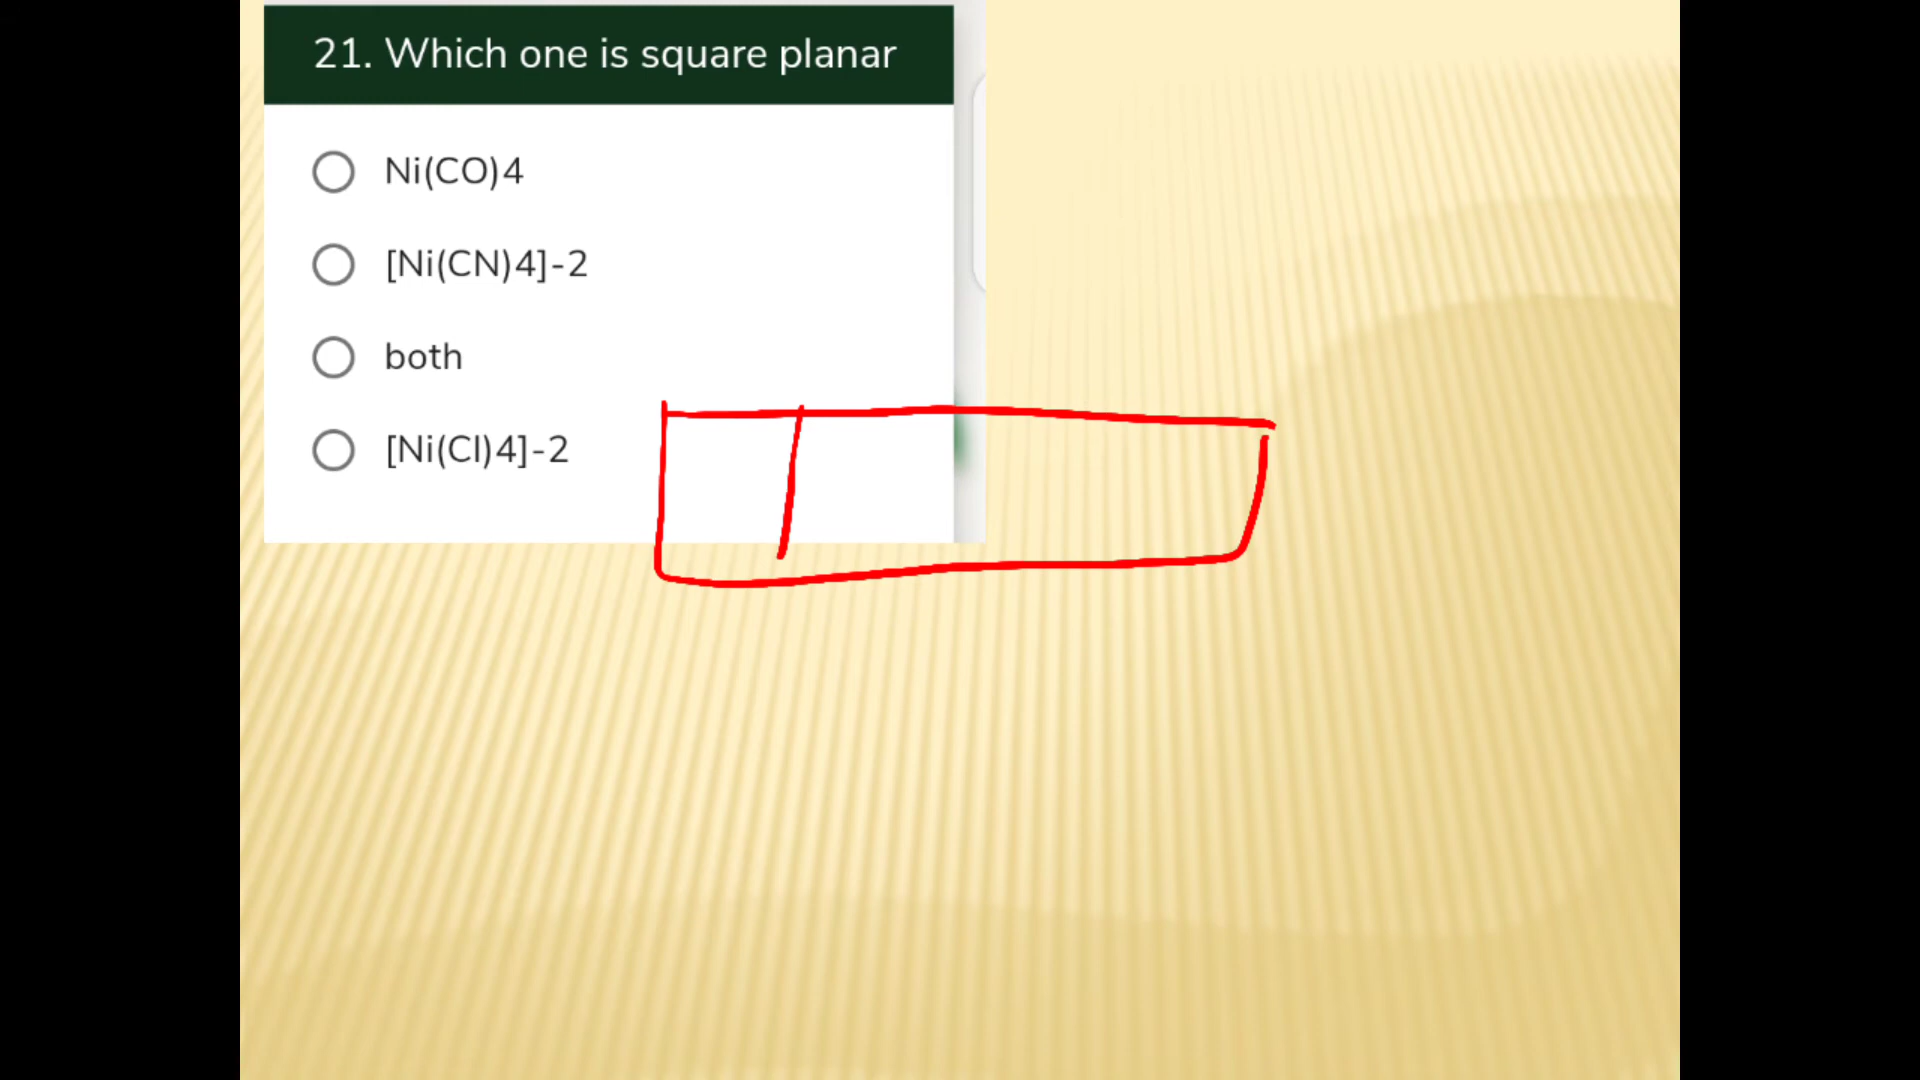 21. Which one is square planar
Ni(CO)4
[Ni(CN)4]-2
both
[Ni(Cl)4]-2